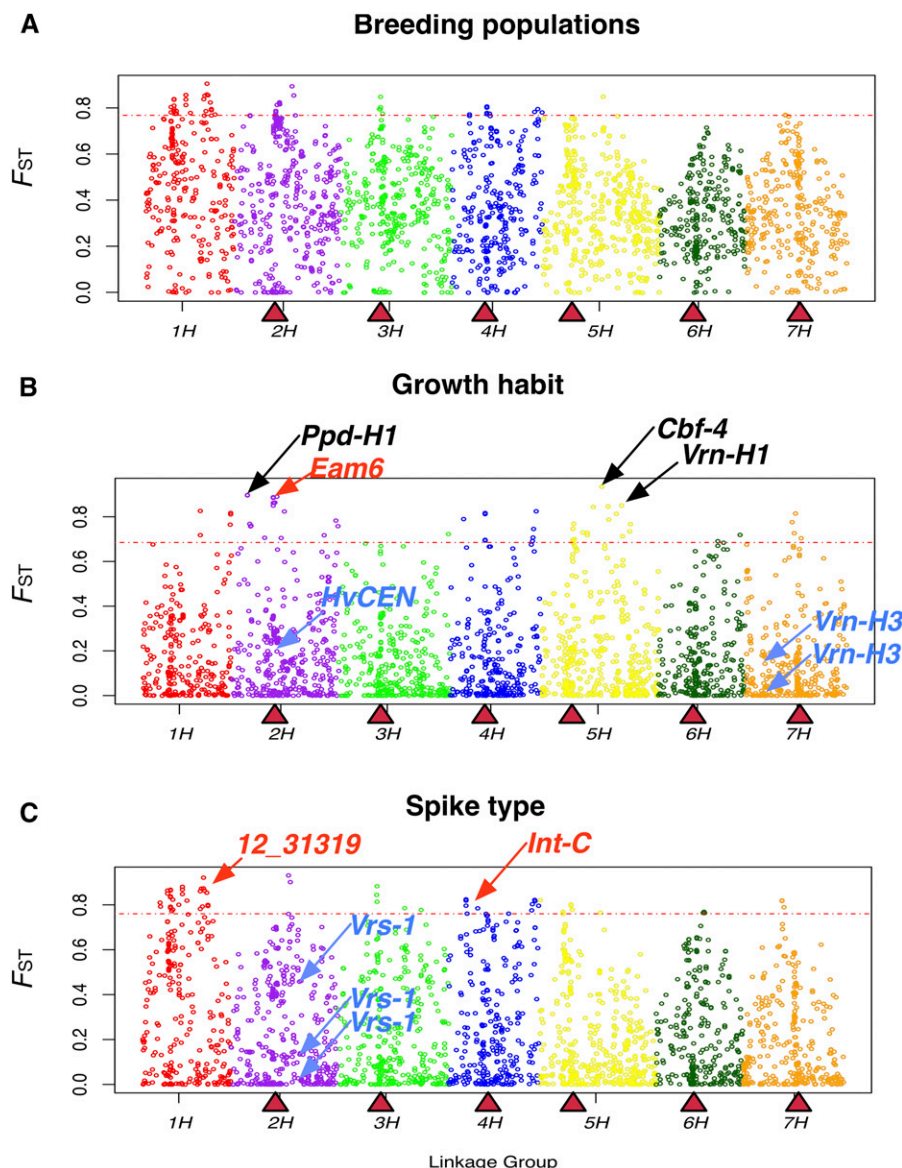 A
Breeding populations
FST
0.8
0.6
0.4
0.2
0.0
1H 2H 3H 4H 5H 6H 7H
B
Growth habit
Ppd-H1
Eam6
Cbf-4
Vrn-H1
FST
0.8
0.6
0.4
0.2
0.0
HvCEN
Vrn-H3
Vrn-H3
1H 2H 3H 4H 5H 6H 7H
C
Spike type
12_31319
Int-C
FST
0.8
0.6
0.4
0.2
0.0
Vrs-1
Vrs-1
Vrs-1
1H 2H 3H 4H 5H 6H 7H
Linkage Group